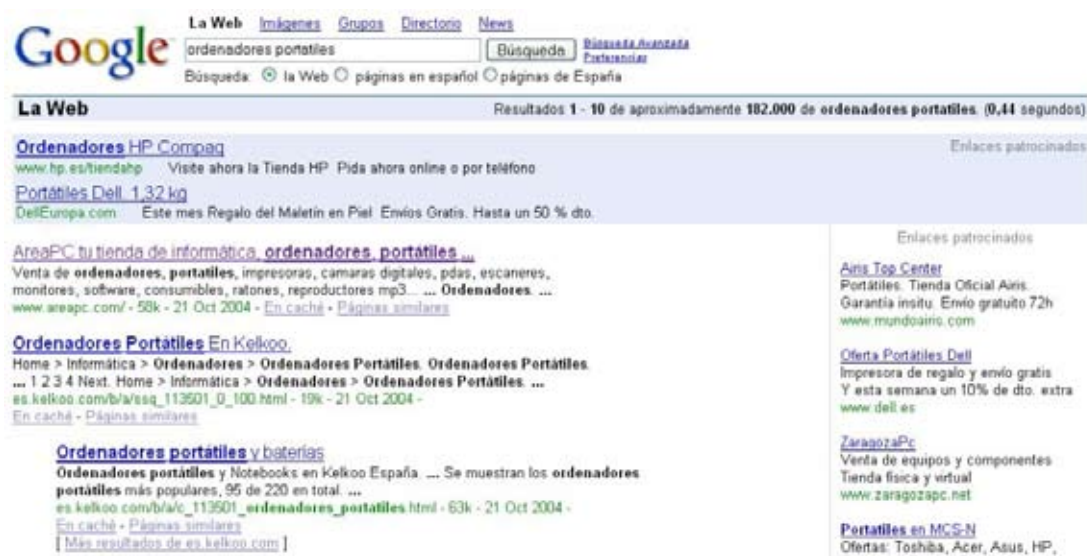 La Web Imágenes Grupos Directorio News
Google
ordenadores portatiles Búsqueda Búsqueda Avanzada
Preferencias
Búsqueda: la Web páginas en español páginas de España
La Web Resultados 1 - 10 de aproximadamente 182.000 de ordenadores portatiles. (0,44 segundos)
Ordenadores HP Compaq Enlaces patrocinados
www.hp.es/tiendahp Visite ahora la Tienda HP Pida ahora online o por teléfono
Portátiles Dell. 1,32 kg
DellEuropa.com Este mes Regalo del Maletín en Piel Envíos Gratis. Hasta un 50 % dto.
AreaPC tu tienda de informática, ordenadores, portátiles ...
Venta de ordenadores, portatiles, impresoras, camaras digitales, pdas, escaneres,
monitores, software, consumibles, ratones, reproductores mp3... ... Ordenadores. ...
www.areapc.com/ - 58k - 21 Oct 2004 - En caché - Páginas similares
Ordenadores Portátiles En Kelkoo.
Home > Informática > Ordenadores > Ordenadores Portátiles. Ordenadores Portátiles.
... 1 2 3 4 Next. Home > Informática > Ordenadores > Ordenadores Portátiles. ...
es.kelkoo.com/b/a/ssq_113501_0_100.html - 19k - 21 Oct 2004 -
En caché - Páginas similares
Ordenadores portátiles y baterías
Ordenadores portátiles y Notebooks en Kelkoo España. ... Se muestran los ordenadores
portátiles más populares, 95 de 220 en total. ...
es.kelkoo.com/b/a/c_113501_ordenadores_portatiles.html - 63k - 21 Oct 2004 -
En caché - Páginas similares
[ Más resultados de es.kelkoo.com ]
Enlaces patrocinados
Airis Top Center
Portátiles. Tienda Oficial Airis.
Garantía insitu. Envío gratuito 72h
www.mundoairis.com
Oferta Portátiles Dell
Impresora de regalo y envío gratis
Y esta semana un 10% de dto. extra
www.dell.es
ZaragozaPc
Venta de equipos y componentes
Tienda física y virtual
www.zaragozapc.net
Portatiles en MCS-N
Ofertas: Toshiba, Acer, Asus, HP,